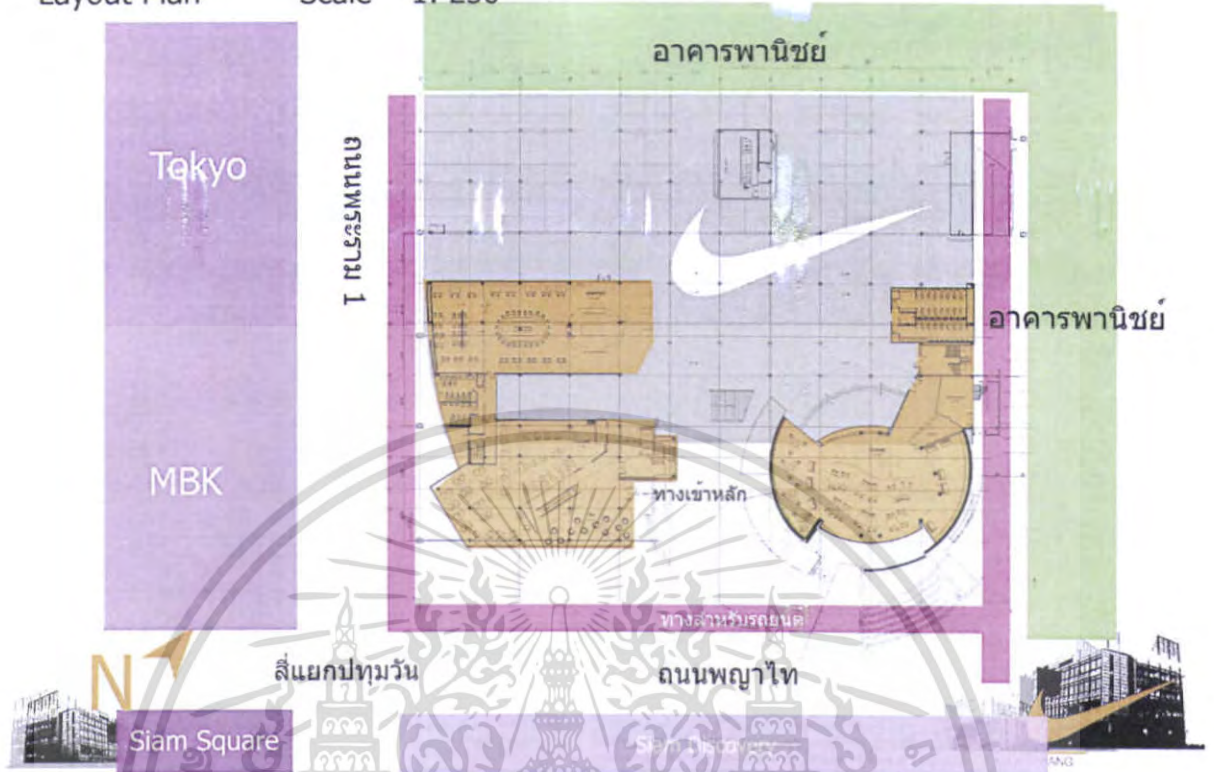 Layout Plan Scale 1: 250
อาคารพานิชย์
Tokyo
ถนนพระราม 1
อาคารพานิชย์
MBK
ทางเข้าหลัก
ทางสำหรับรถยนต์
N
สี่แยกปทุมวัน
ถนนพญาไท
Siam Square
Siam Discovery